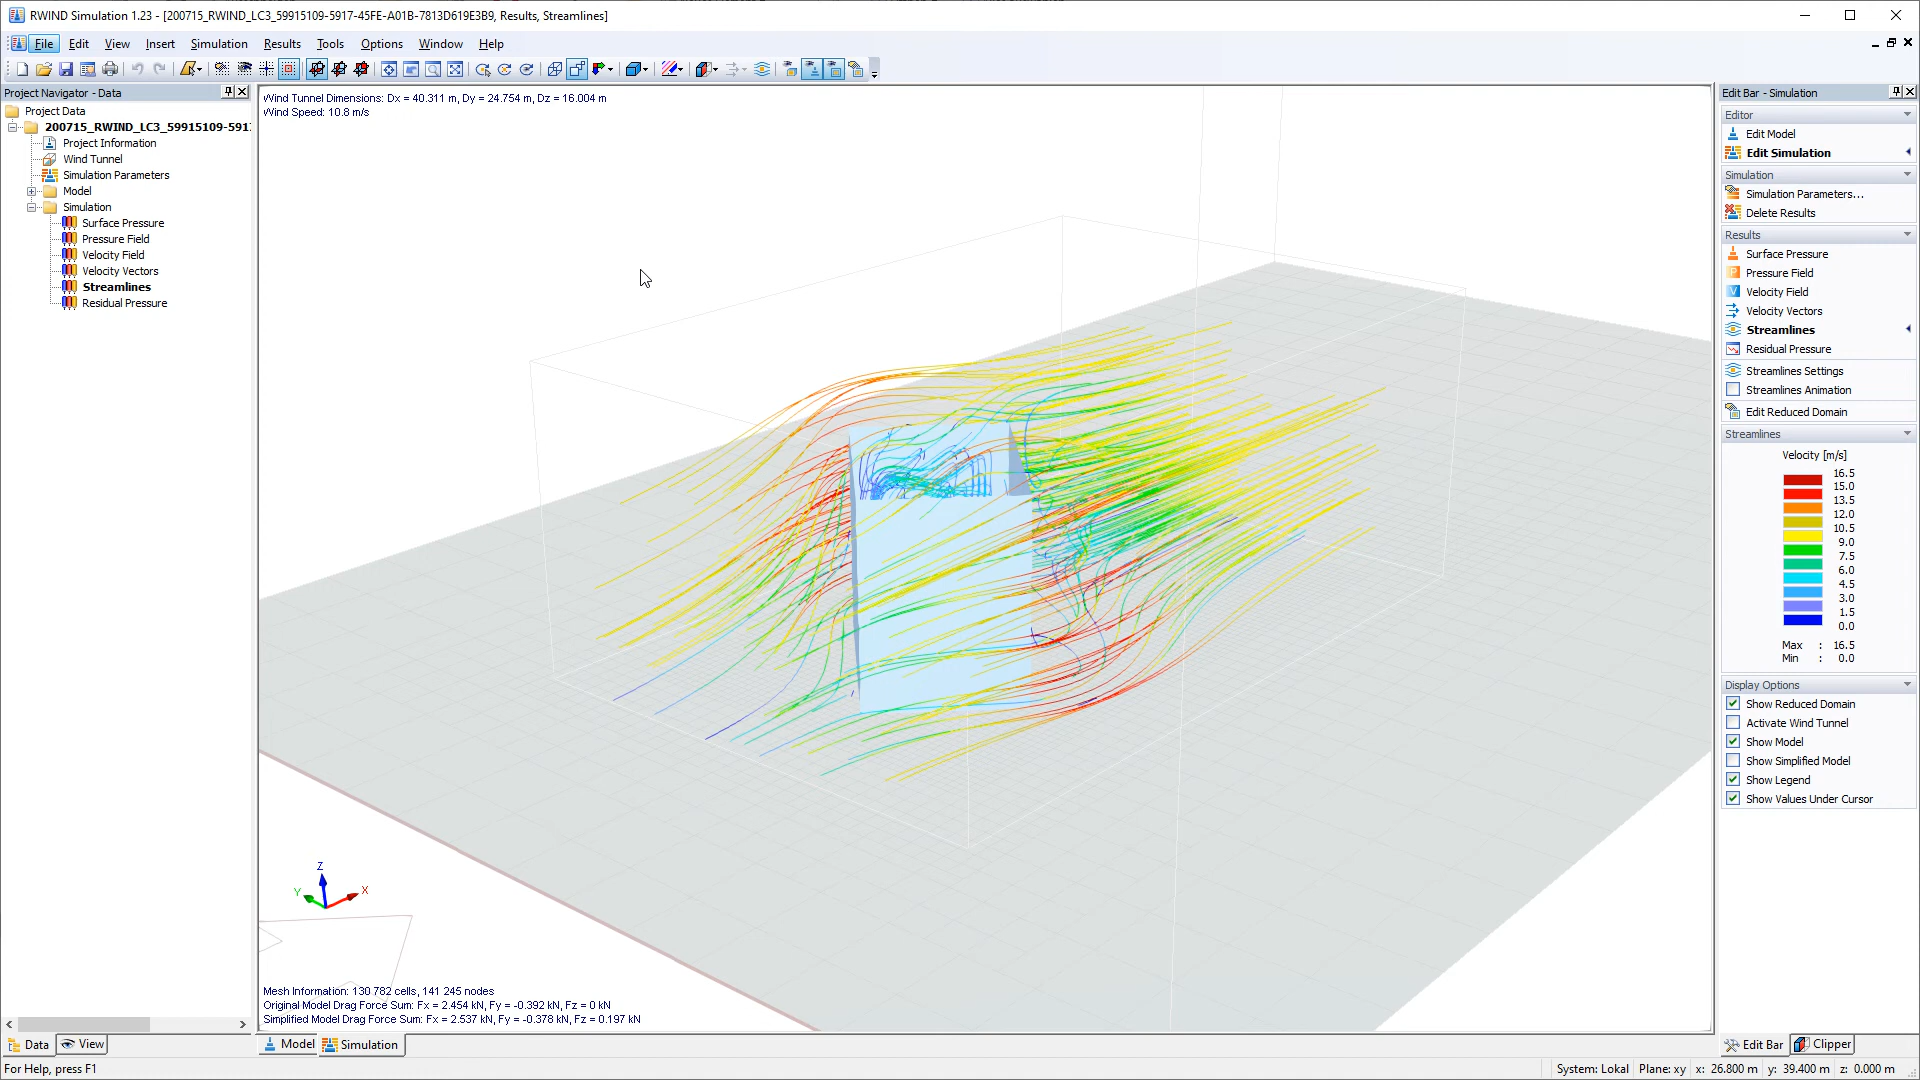 RWIND Simulation 1.23 - [200715_RWIND_LC3_59915109-5917-45FE-A01B-7813D619E3B9, Results, Streamlines]
File Edit View Insert Simulation Results Tools Options Window Help
Project Navigator - Data
Project Data
200715_RWIND_LC3_59915109-591
Project Information
Wind Tunnel
Simulation Parameters
Model
Simulation
Surface Pressure
Pressure Field
Velocity Field
Velocity Vectors
Streamlines
Residual Pressure
Data View
Wind Tunnel Dimensions: Dx = 40.311 m, Dy = 24.754 m, Dz = 16.004 m
Wind Speed: 10.8 m/s
Z
Y
X
Mesh Information: 130 782 cells, 141 245 nodes
Original Model Drag Force Sum: Fx = 2.454 kN, Fy = -0.392 kN, Fz = 0 kN
Simplified Model Drag Force Sum: Fx = 2.537 kN, Fy = -0.378 kN, Fz = 0.197 kN
Model Simulation
Edit Bar - Simulation
Editor
Edit Model
Edit Simulation
Simulation
Simulation Parameters...
Delete Results
Results
Surface Pressure
Pressure Field
Velocity Field
Velocity Vectors
Streamlines
Residual Pressure
Streamlines Settings
Streamlines Animation
Edit Reduced Domain
Streamlines
Velocity [m/s]
16.5
15.0
13.5
12.0
10.5
9.0
7.5
6.0
4.5
3.0
1.5
0.0
Max : 16.5
Min : 0.0
Display Options
Show Reduced Domain
Activate Wind Tunnel
Show Model
Show Simplified Model
Show Legend
Show Values Under Cursor
Edit Bar Clipper
For Help, press F1
System: Lokal Plane: xy x: 26.800 m y: 39.400 m z: 0.000 m